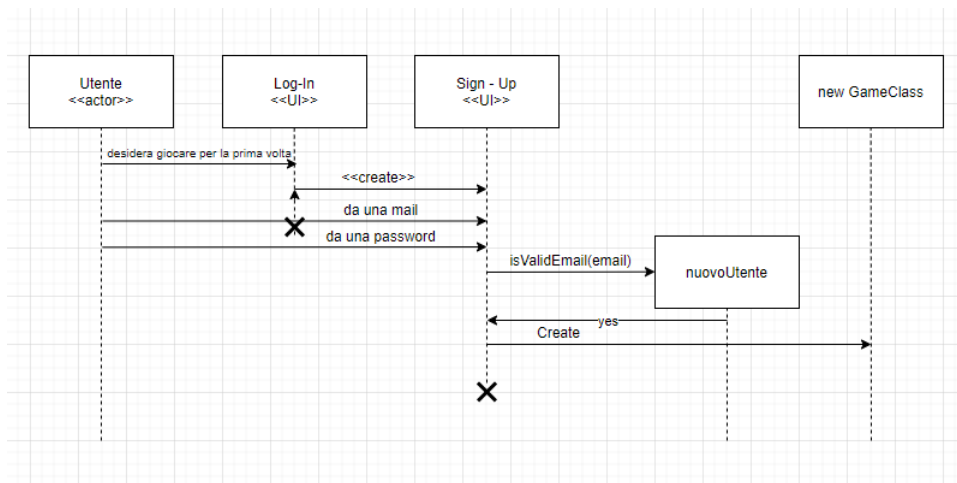 Utente
<<actor>>
Log-In
<<UI>>
Sign - Up
<<UI>>
new GameClass
desidera giocare per la prima volta
<<create>>
da una mail
da una password
isValidEmail(email)
nuovoUtente
yes
Create